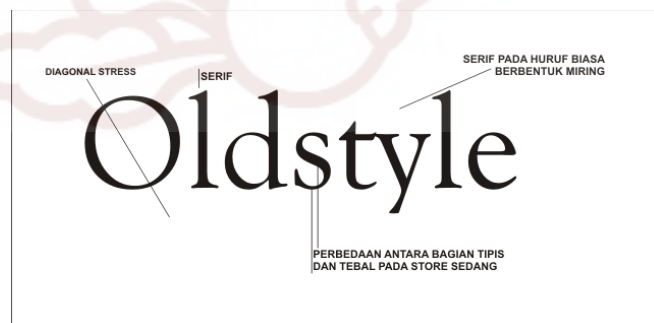 DIAGONAL STRESS
SERIF
SERIF PADA HURUF BIASA
BERBENTUK MIRING
Oldstyle
PERBEDAAN ANTARA BAGIAN TIPIS
DAN TEBAL PADA STORE SEDANG